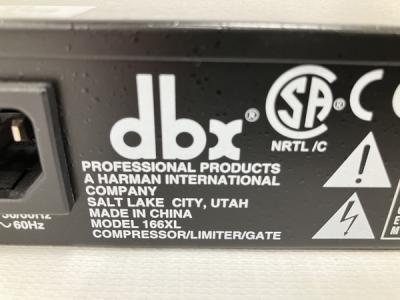 dbx®
PROFESSIONAL PRODUCTS
A HARMAN INTERNATIONAL
COMPANY
SALT LAKE CITY, UTAH
MADE IN CHINA
MODEL 166XL
COMPRESSOR/LIMITER/GATE
SA ® C
NRTL /C
60Hz